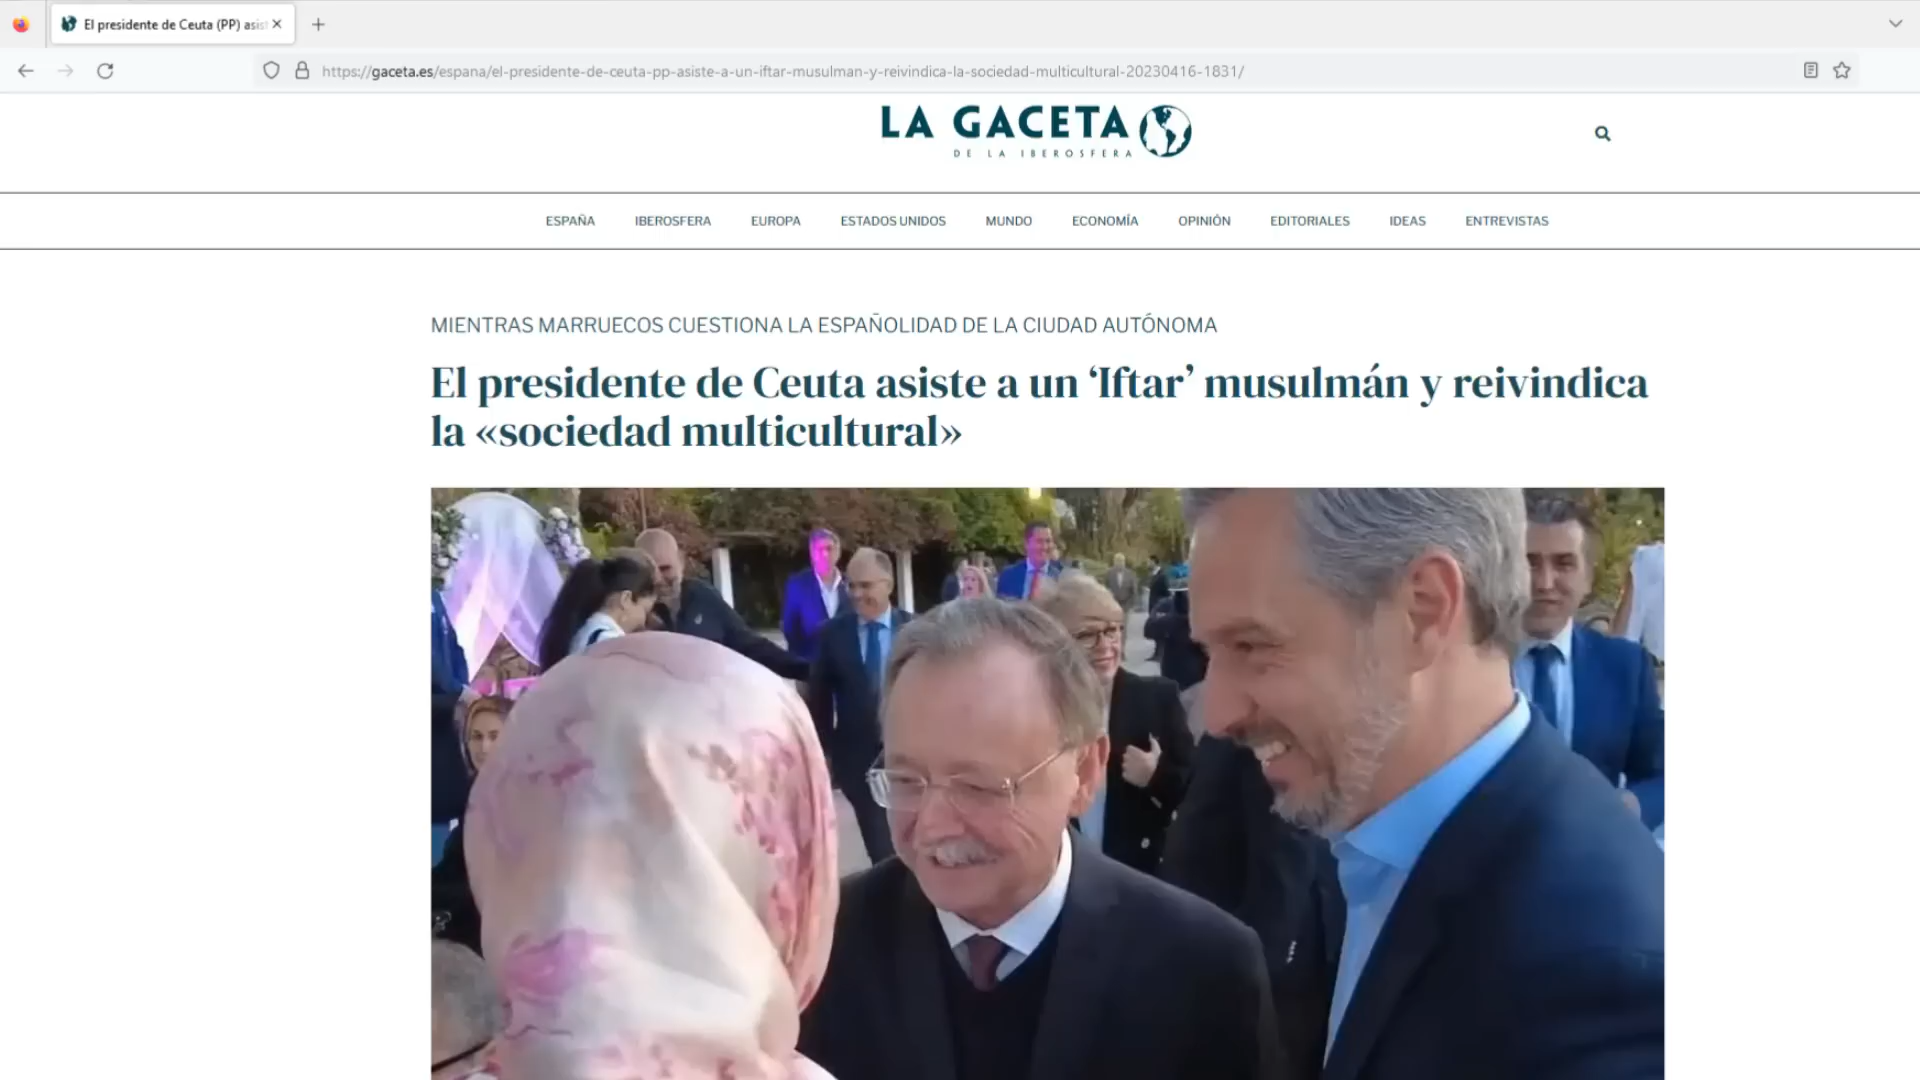 El presidente de Ceuta (PP) asis
https://gaceta.es/espana/el-presidente-de-ceuta-pp-asiste-a-un-iftar-musulman-y-reivindica-la-sociedad-multicultural-20230416-1831/
LA GACETA
DE LA IBEROSFERA
ESPAÑA IBEROSFERA EUROPA ESTADOS UNIDOS MUNDO ECONOMÍA OPINIÓN EDITORIALES IDEAS ENTREVISTAS
MIENTRAS MARRUECOS CUESTIONA LA ESPAÑOLIDAD DE LA CIUDAD AUTÓNOMA
El presidente de Ceuta asiste a un ‘Iftar’ musulmán y reivindica
la «sociedad multicultural»